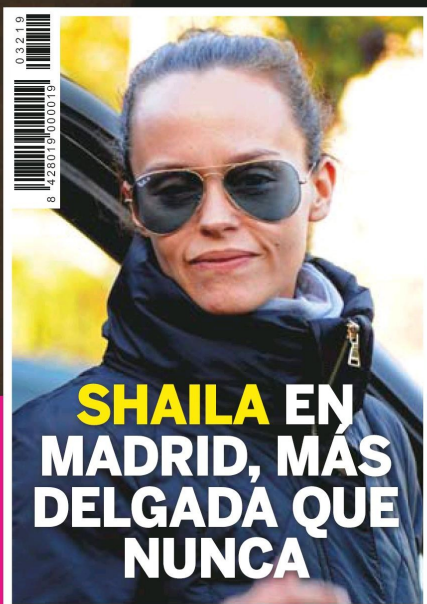 03219
8 428019 000019
SHAILA EN
MADRID, MÁS
DELGADA QUE
NUNCA